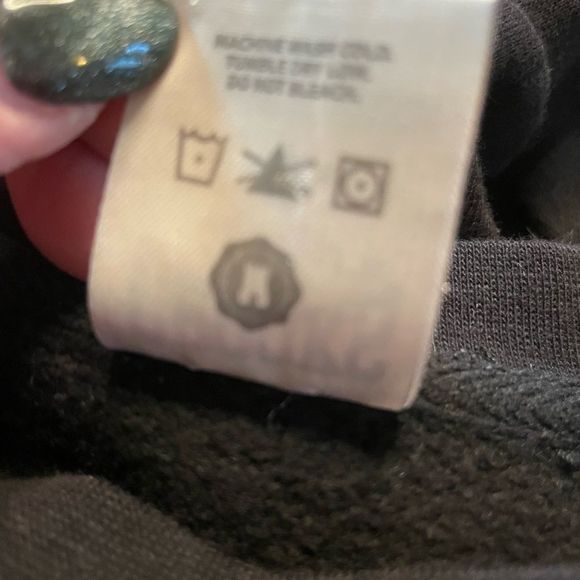 MACHINE WASH COLD.
TUMBLE DRY LOW.
DO NOT BLEACH.